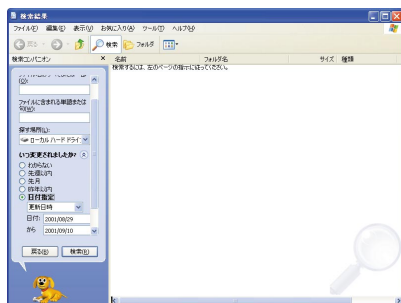 検索結果
ファイル(F) 編集(E) 表示(V) お気に入り(A) ツール(T) ヘルプ(H)
戻る 検索 フォルダ
検索コンパニオン
名前 フォルダ名 サイズ 種類
検索するには、左のページの指示に従ってください。
(O):
ファイルに含まれる単語または
句(W):
探す場所(L):
ローカル ハード ドライブ
いつ変更されましたか?
わからない
先週以内
先月
昨年以内
日付指定
更新日時
日付: 2001/08/29
から 2001/09/10
戻る(B) 検索(R)